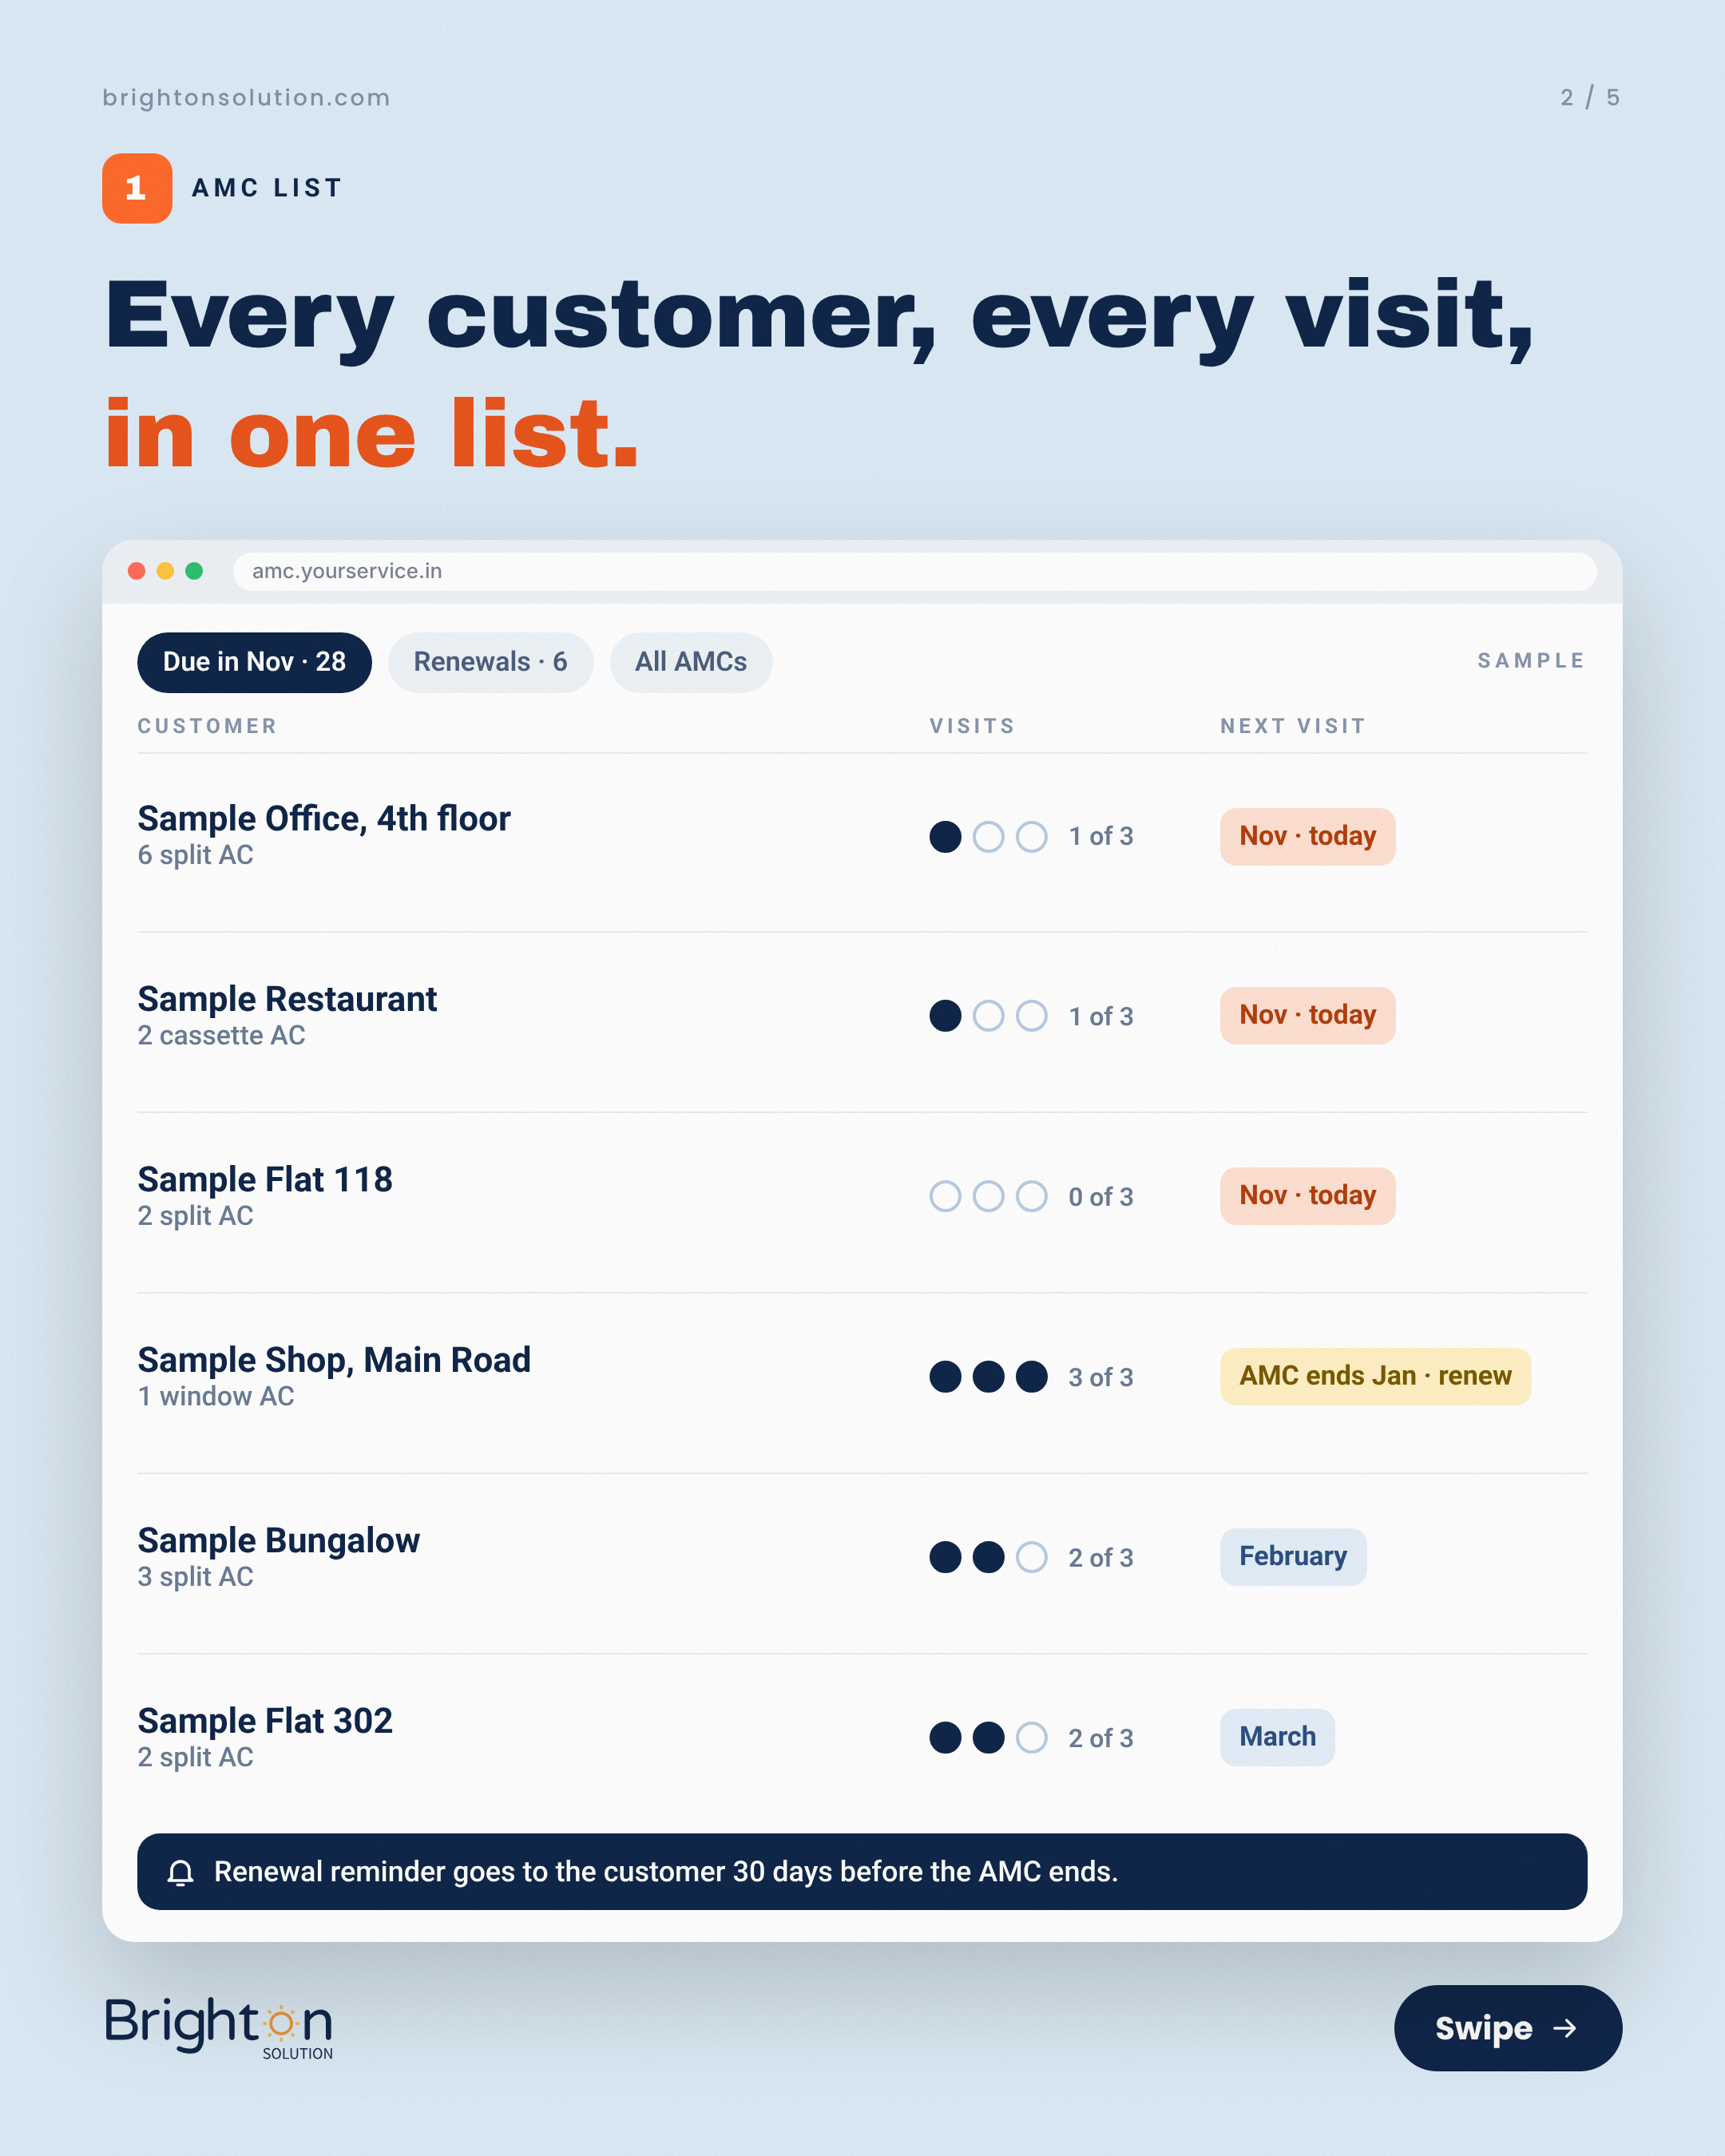 brightonsolution.com
2 / 5
1
AMC LIST
Every customer, every visit,
in one list.
amc.yourservice.in
Due in Nov · 28
Renewals · 6
All AMCs
SAMPLE
CUSTOMER
VISITS
NEXT VISIT
Sample Office, 4th floor
6 split AC
1 of 3
Nov · today
Sample Restaurant
2 cassette AC
1 of 3
Nov · today
Sample Flat 118
2 split AC
0 of 3
Nov · today
Sample Shop, Main Road
1 window AC
3 of 3
AMC ends Jan · renew
Sample Bungalow
3 split AC
2 of 3
February
Sample Flat 302
2 split AC
2 of 3
March
Renewal reminder goes to the customer 30 days before the AMC ends.
Brighton
SOLUTION
Swipe →